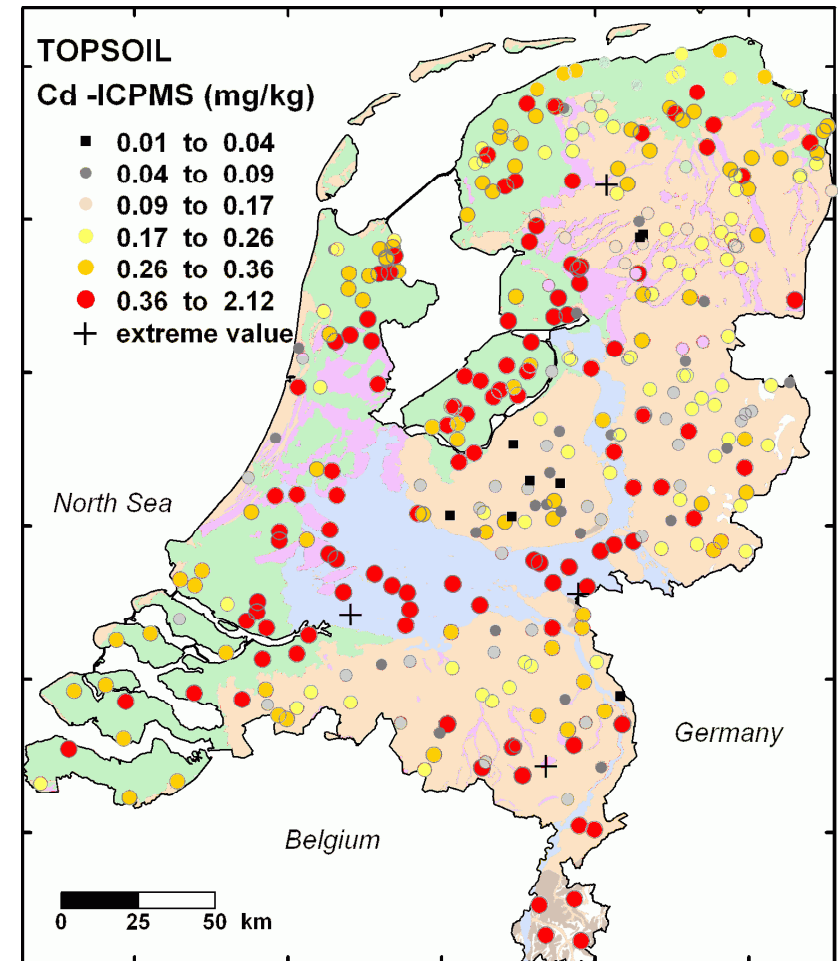 TOPSOIL
Cd -ICPMS (mg/kg)
0.01 to 0.04
0.04 to 0.09
0.09 to 0.17
0.17 to 0.26
0.26 to 0.36
0.36 to 2.12
extreme value
North Sea
Germany
Belgium
0 25 50 km